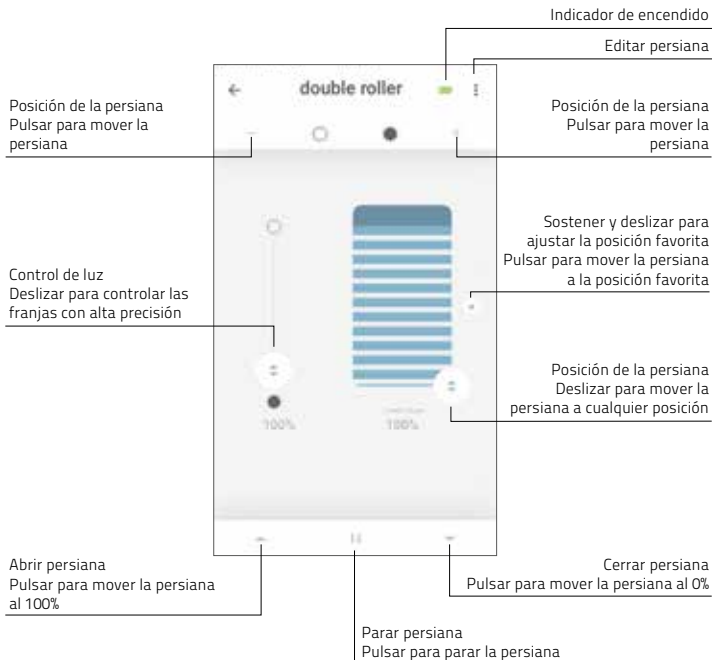 Indicador de encendido
Editar persiana
double roller
Posición de la persiana
Pulsar para mover la
persiana
Posición de la persiana
Pulsar para mover la
persiana
Sostener y deslizar para
ajustar la posición favorita
Pulsar para mover la persiana
a la posición favorita
Control de luz
Deslizar para controlar las
franjas con alta precisión
Posición de la persiana
Deslizar para mover la
persiana a cualquier posición
100%
100%
Abrir persiana
Pulsar para mover la persiana
al 100%
Cerrar persiana
Pulsar para mover la persiana al 0%
Parar persiana
Pulsar para parar la persiana